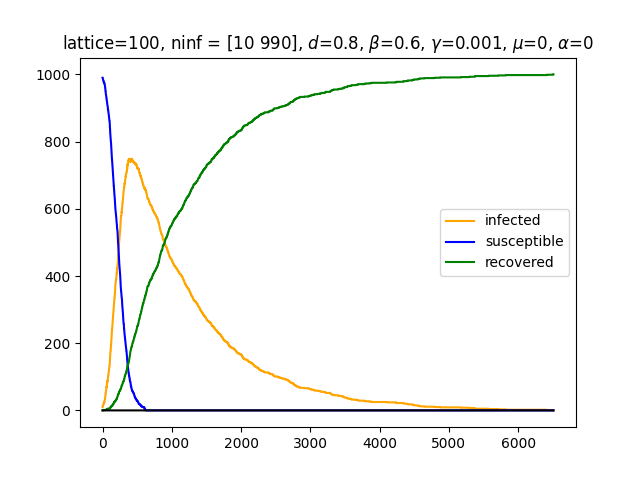 lattice=100, ninf = [10 990], d=0.8, β=0.6, γ=0.001, μ=0, α=0
1000
800
600
400
200
0
infected
susceptible
recovered
0 1000 2000 3000 4000 5000 6000